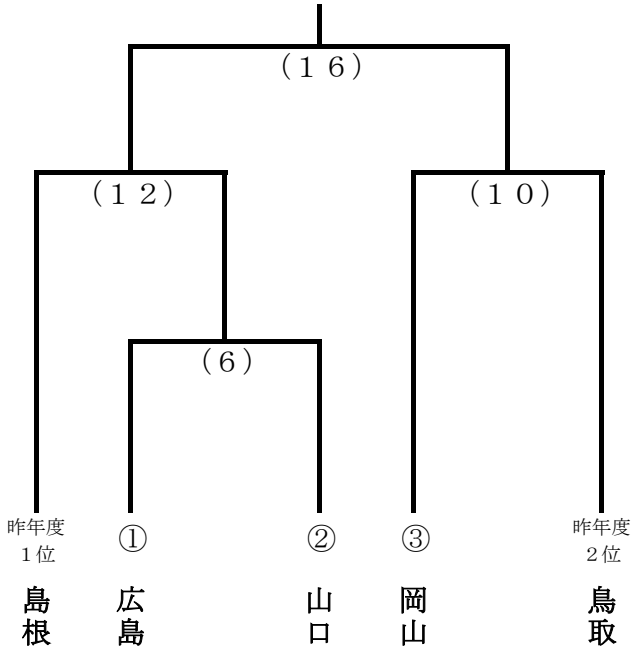 （１６）
（１２）
（１０）
（６）
昨年度
１位
①
②
③
昨年度
２位
島根
広島
山口
岡山
鳥取